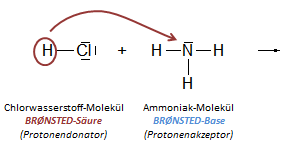 H—Cl + H—N—H →
H
Chlorwasserstoff-Molekül Ammoniak-Molekül
BRØNSTED-Säure BRØNSTED-Base
(Protonendonator) (Protonenakzeptor)